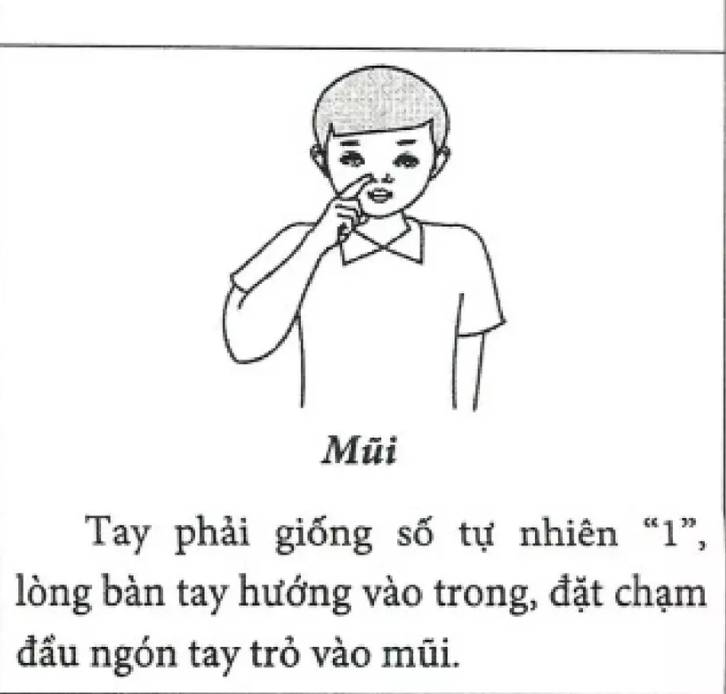 Mũi
Tay phải giống số tự nhiên “1”,
lòng bàn tay hướng vào trong, đặt chạm
đầu ngón tay trỏ vào mũi.